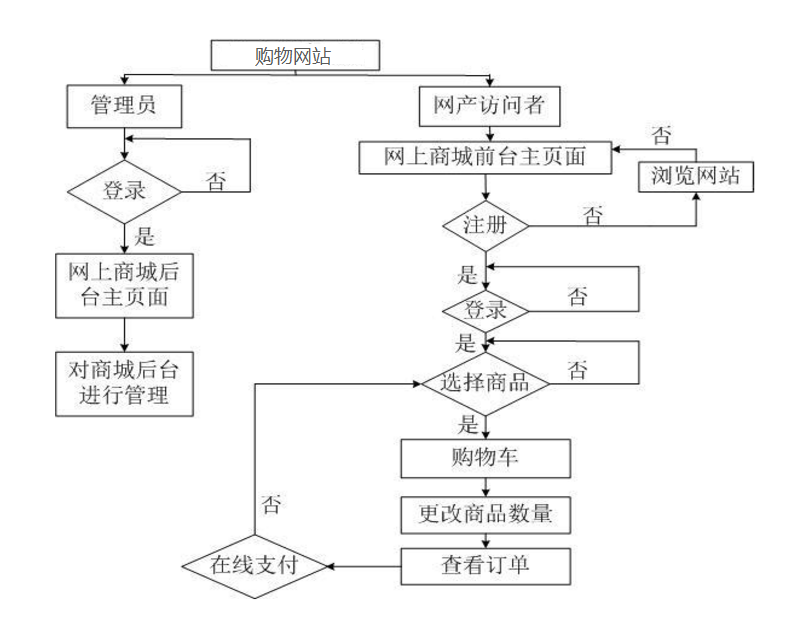 购物网站
管理员
网产访问者
网上商城前台主页面
否
浏览网站
登录
否
是
注册
否
是
网上商城后
台主页面
登录
否
是
对商城后台
进行管理
选择商品
否
是
购物车
更改商品数量
否
在线支付
查看订单